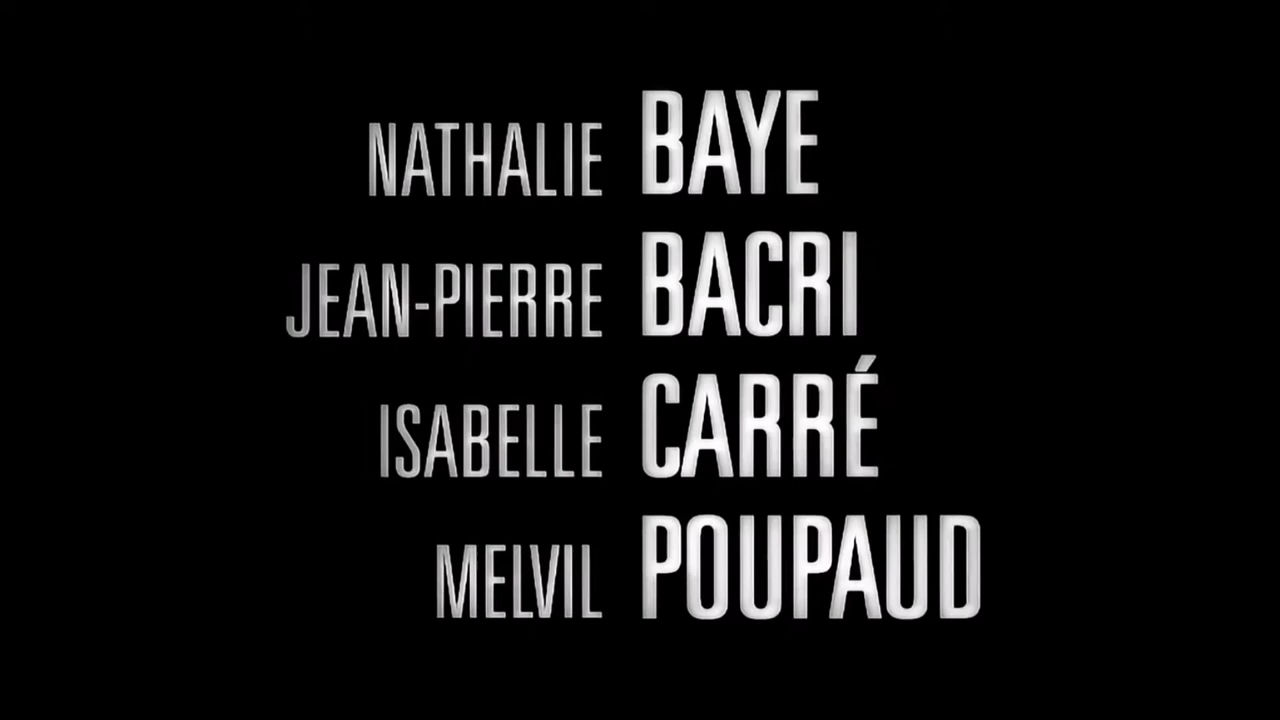 NATHALIE BAYE
JEAN-PIERRE BACRI
ISABELLE CARRÉ
MELVIL POUPAUD